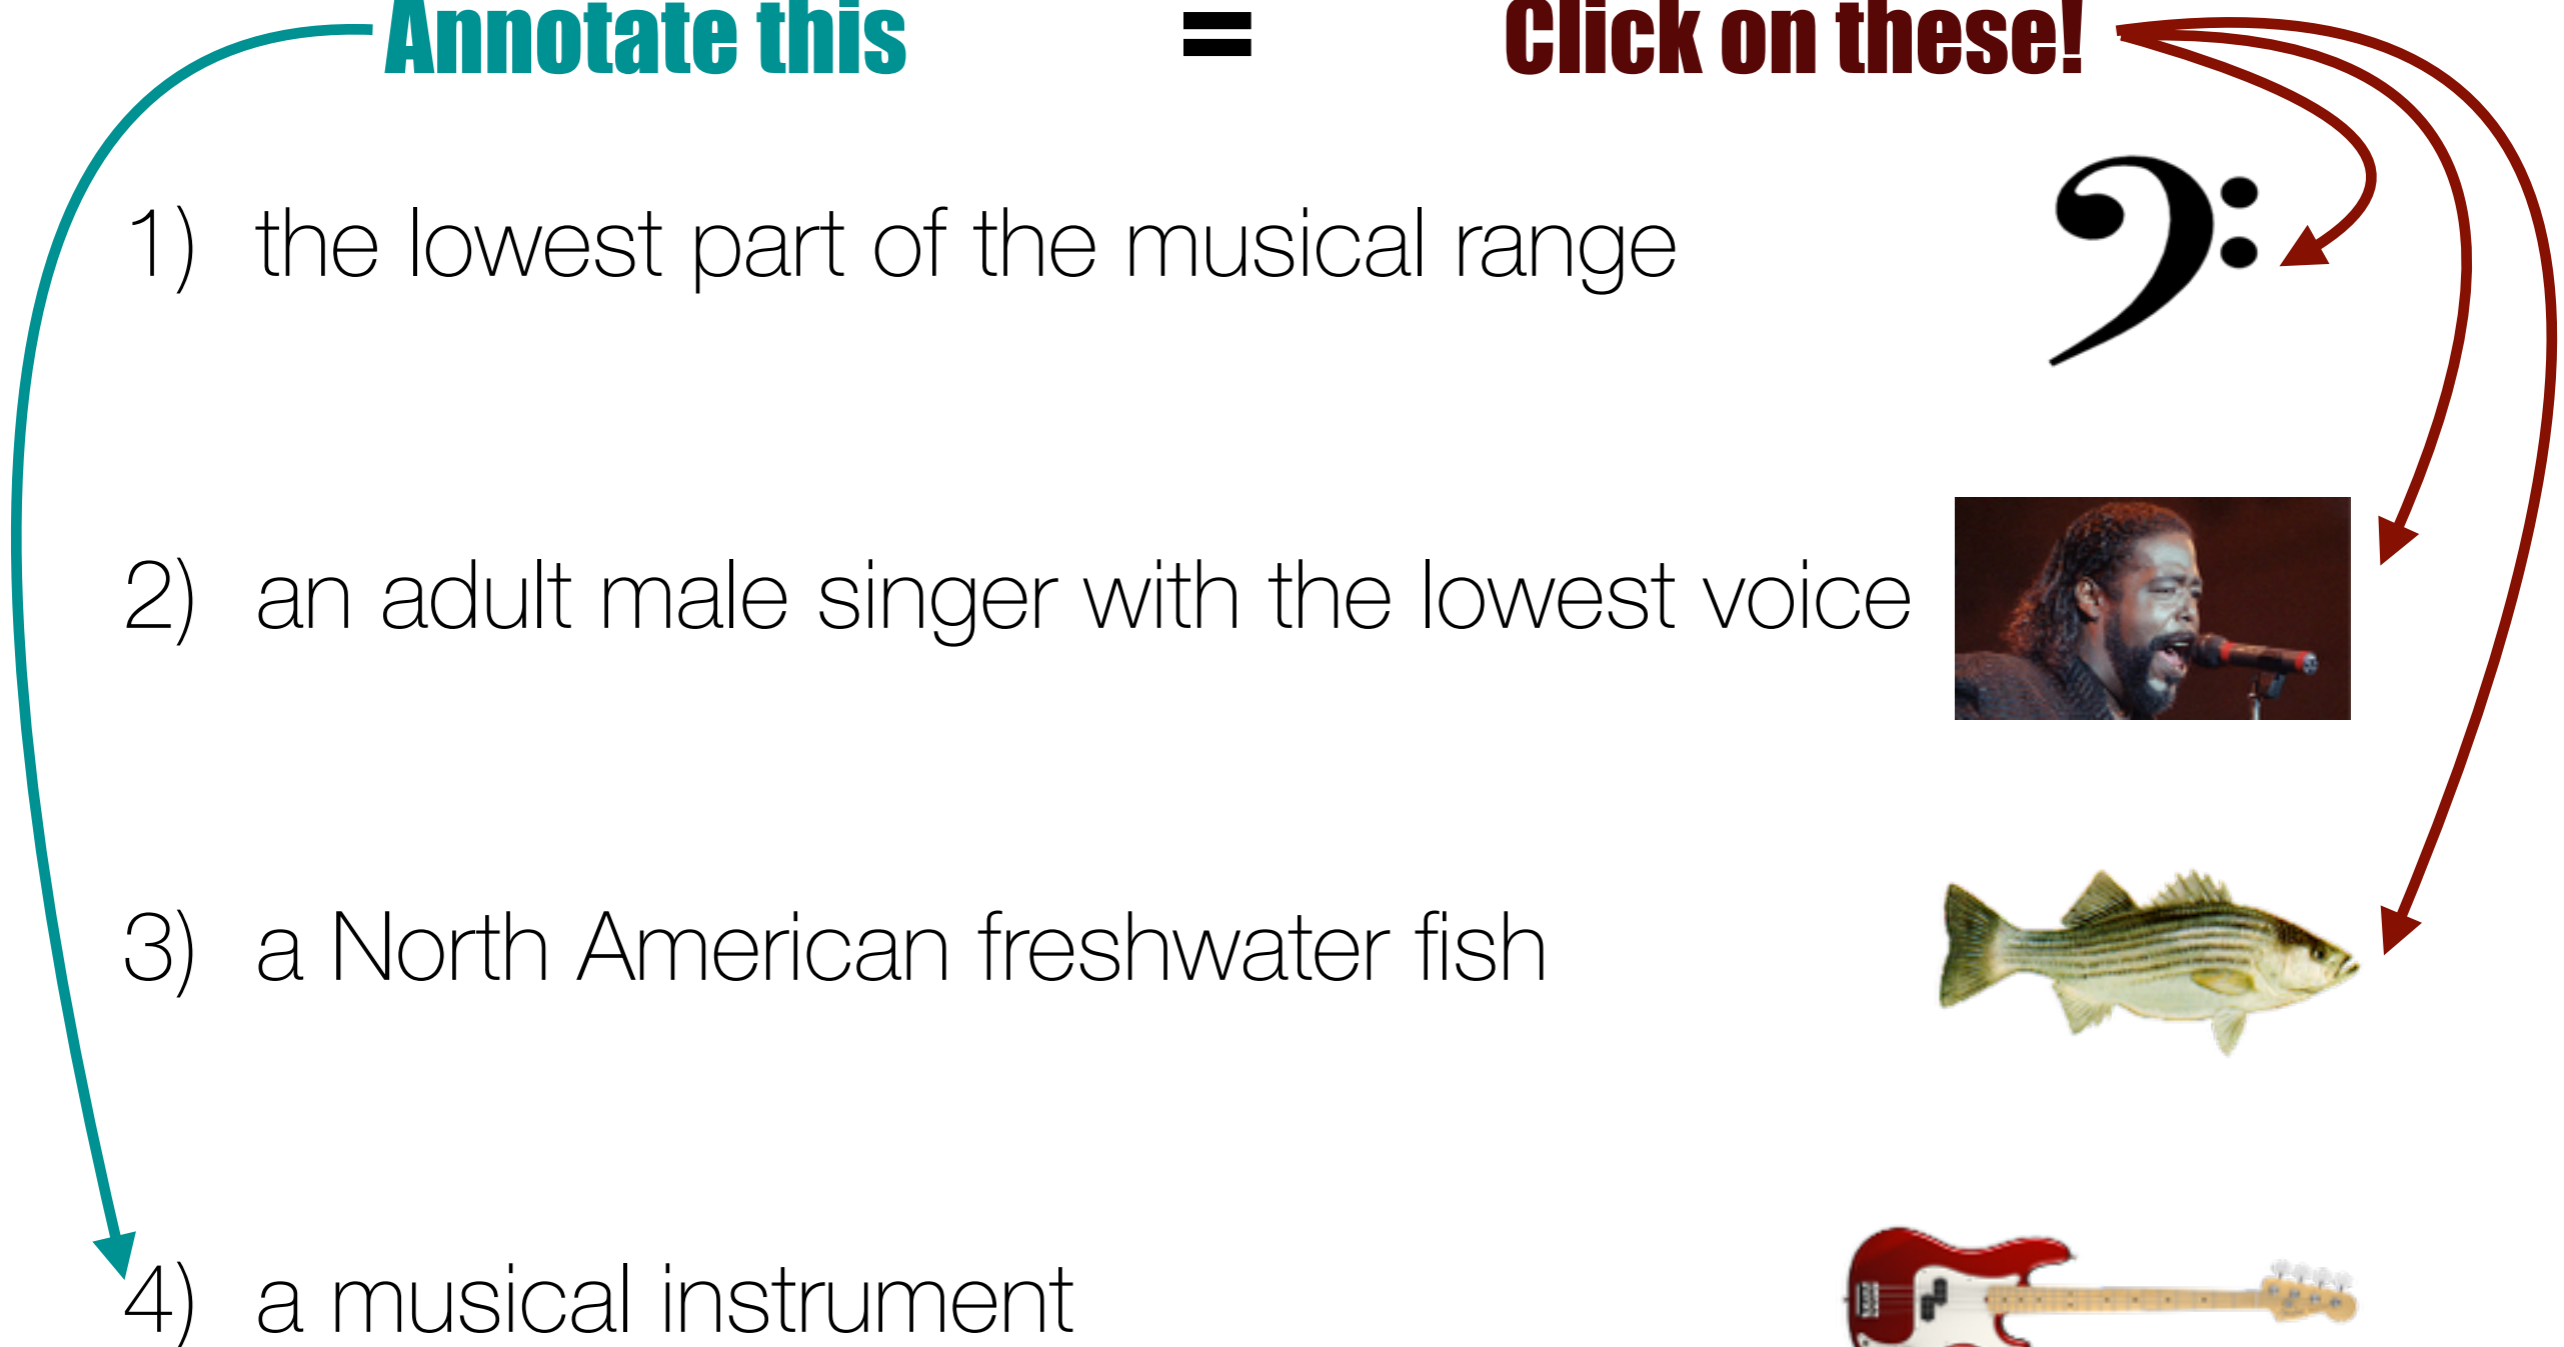 Annotate this = Click on these!
1) the lowest part of the musical range
2) an adult male singer with the lowest voice
3) a North American freshwater fish
4) a musical instrument